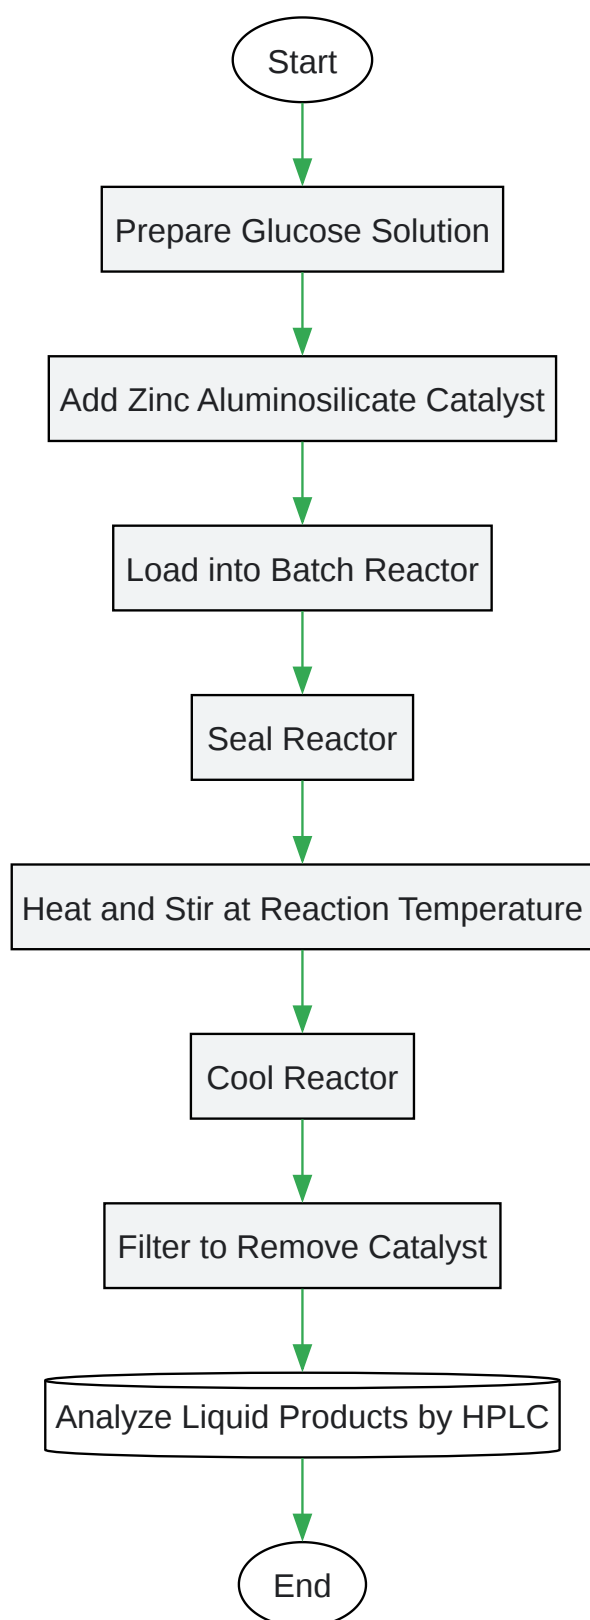 Start
Prepare Glucose Solution
Add Zinc Aluminosilicate Catalyst
Load into Batch Reactor
Seal Reactor
Heat and Stir at Reaction Temperature
Cool Reactor
Filter to Remove Catalyst
Analyze Liquid Products by HPLC
End